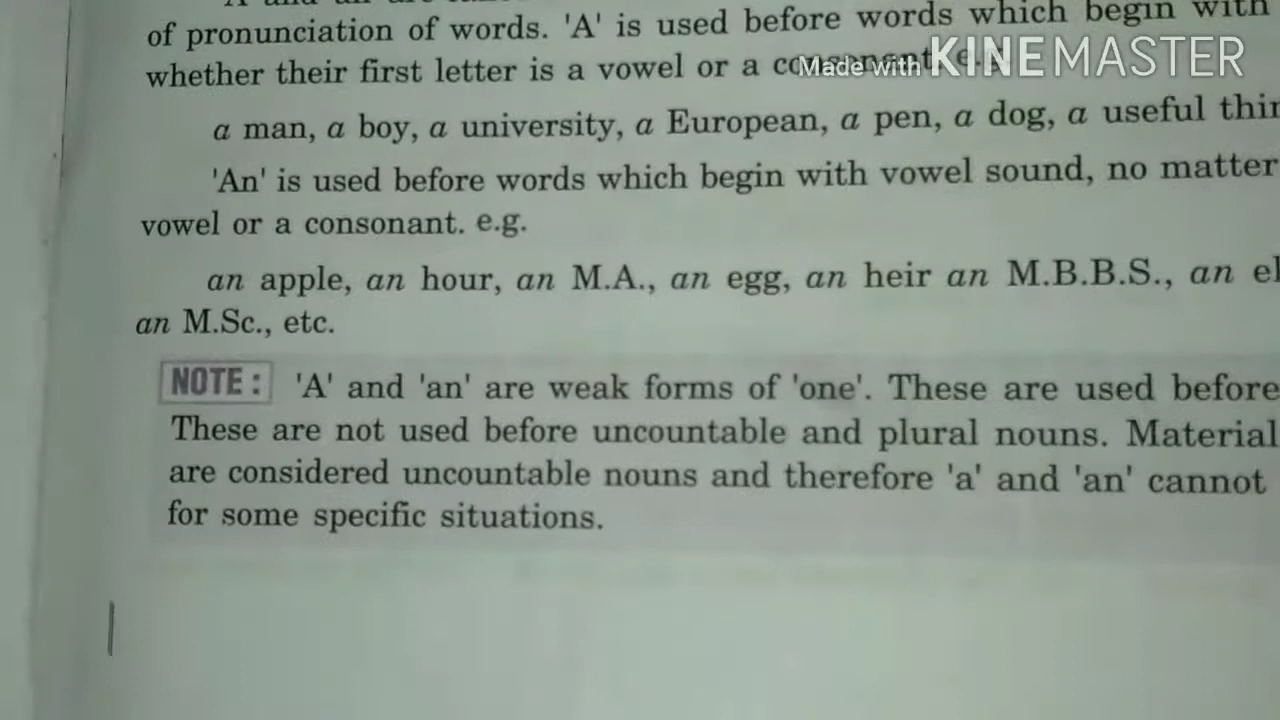 of pronunciation of words. 'A' is used before words which begin with
whether their first letter is a vowel or a consonant e.g.
Made with KINEMASTER
a man, a boy, a university, a European, a pen, a dog, a useful
'An' is used before words which begin with vowel sound, no matter
vowel or a consonant. e.g.
an apple, an hour, an M.A., an egg, an heir an M.B.B.S., an
an M.Sc., etc.
NOTE : 'A' and 'an' are weak forms of 'one'. These are used before
These are not used before uncountable and plural nouns. Material
are considered uncountable nouns and therefore 'a' and 'an' cannot
for some specific situations.